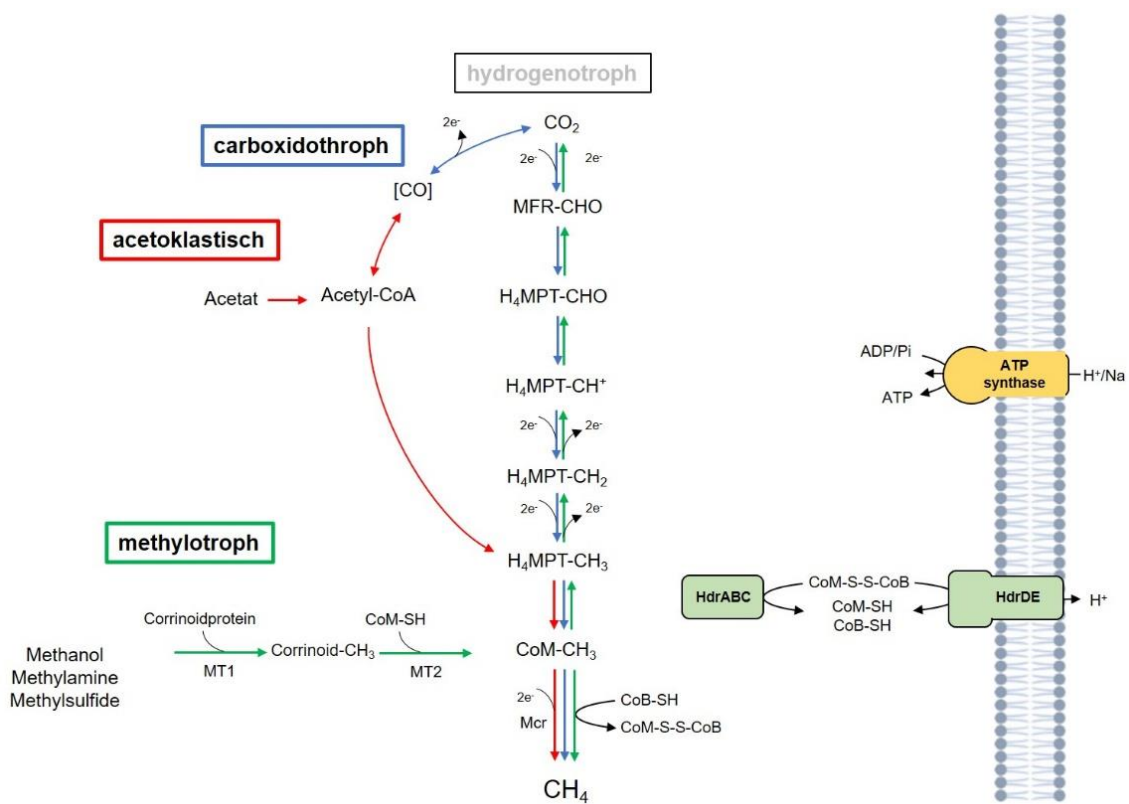 hydrogenotroph
carboxidothroph
2e-
CO₂
2e-
2e-
[CO]
MFR-CHO
acetoklastisch
Acetat
Acetyl-CoA
H₄MPT-CHO
H₄MPT-CH⁺
2e-
2e-
H₄MPT-CH₂
2e-
2e-
methylotroph
H₄MPT-CH₃
Corrinoidprotein
CoM-SH
Methanol
Methylamine
Methylsulfide
MT1
Corrinoid-CH₃
MT2
CoM-CH₃
2e-
Mcr
CoB-SH
CoM-S-S-CoB
CH₄
ADP/Pi
ATP
ATP
synthase
H⁺/Na
HdrABC
CoM-S-S-CoB
CoM-SH
CoB-SH
HdrDE
H⁺